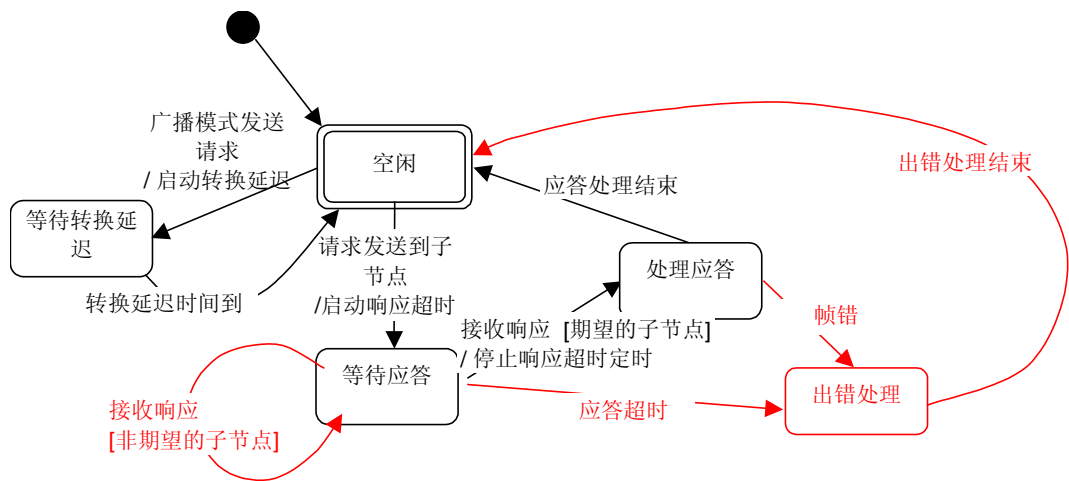 广播模式发送
请求
/ 启动转换延迟
空闲
出错处理结束
应答处理结束
等待转换延
迟
请求发送到子
节点
/启动响应超时
处理应答
转换延迟时间到
接收响应 [期望的子节点]
/ 停止响应超时定时
帧错
等待应答
出错处理
应答超时
接收响应
[非期望的子节点]